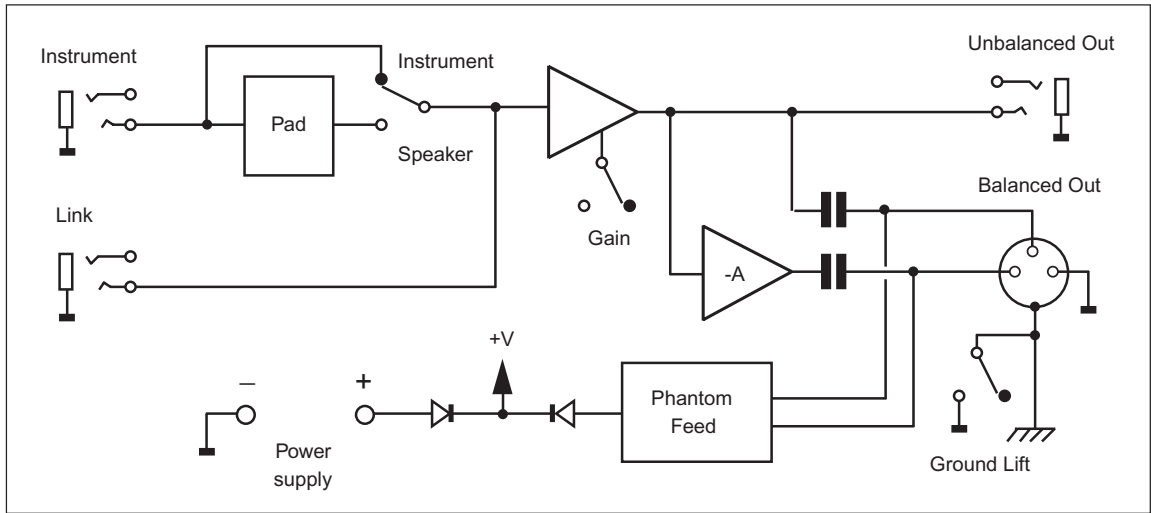 Instrument
Instrument
Unbalanced Out
Pad
Speaker
Balanced Out
Link
Gain
-A
+V
– +
Phantom
Feed
Power
supply
Ground Lift